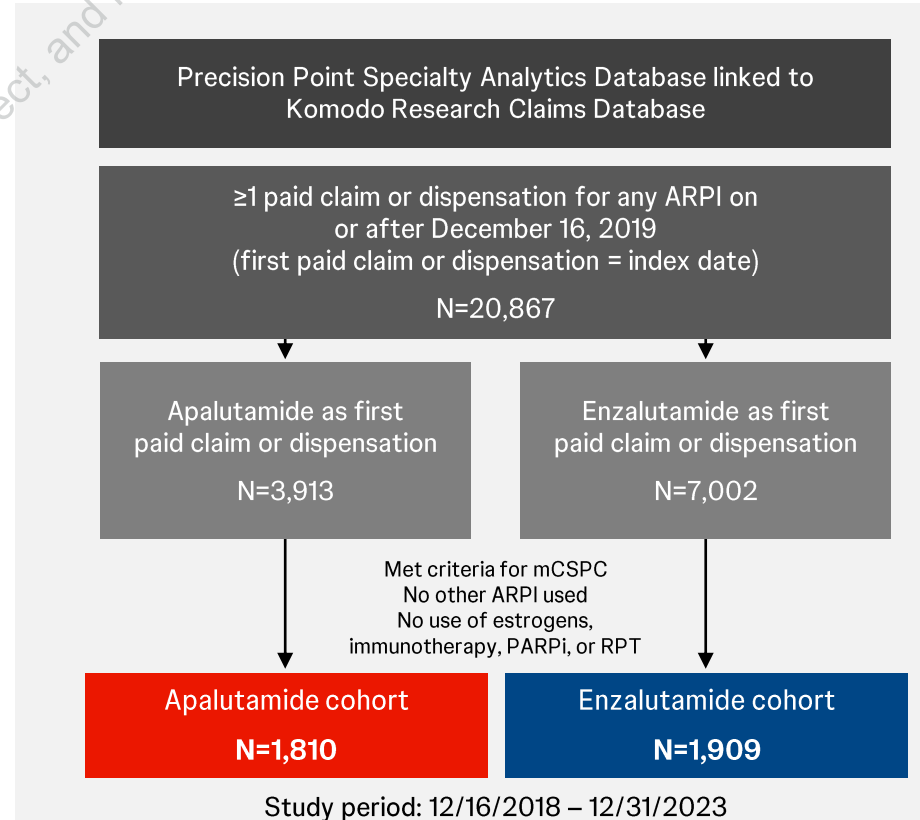 ect, and
Precision Point Specialty Analytics Database linked to
Komodo Research Claims Database
≥1 paid claim or dispensation for any ARPI on
or after December 16, 2019
(first paid claim or dispensation = index date)
N=20,867
Apalutamide as first
paid claim or dispensation
N=3,913
Enzalutamide as first
paid claim or dispensation
N=7,002
Met criteria for mCSPC
No other ARPI used
No use of estrogens,
immunotherapy, PARPi, or RPT
Apalutamide cohort
N=1,810
Enzalutamide cohort
N=1,909
Study period: 12/16/2018 – 12/31/2023